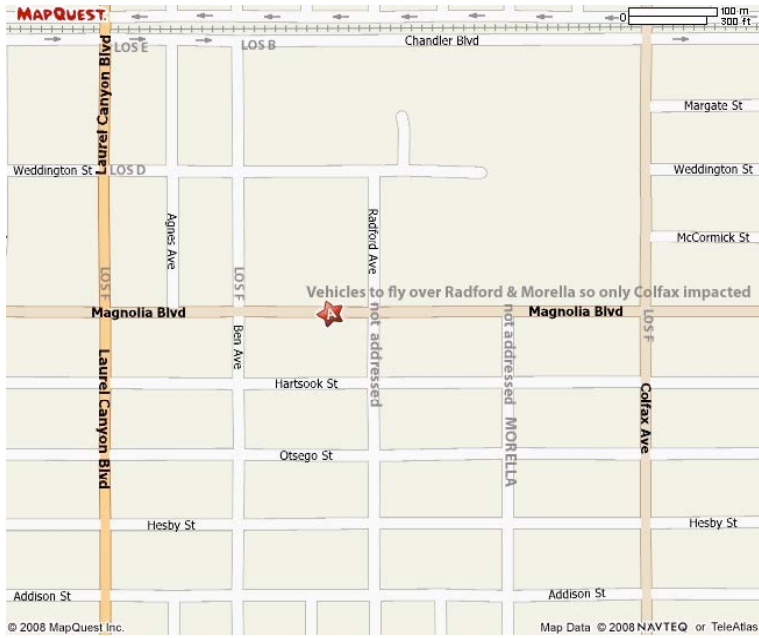 MAPQUEST.
0
100 m
300 ft
LOS E
LOS B
Chandler Blvd
Laurel Canyon Blvd
Margate St
Weddington St
LOS D
Weddington St
Agnes Ave
Radford Ave
McCormick St
LOS F
LOS F
Vehicles to fly over Radford & Morella so only Colfax impacted
Magnolia Blvd
A
Magnolia Blvd
not addressed
not addressed
LOS F
Ben Ave
Laurel Canyon Blvd
Hartsook St
Colfax Ave
MORELLA
Otsego St
Hesby St
Hesby St
Addison St
Addison St
© 2008 MapQuest Inc.
Map Data © 2008 NAVTEQ or TeleAtlas